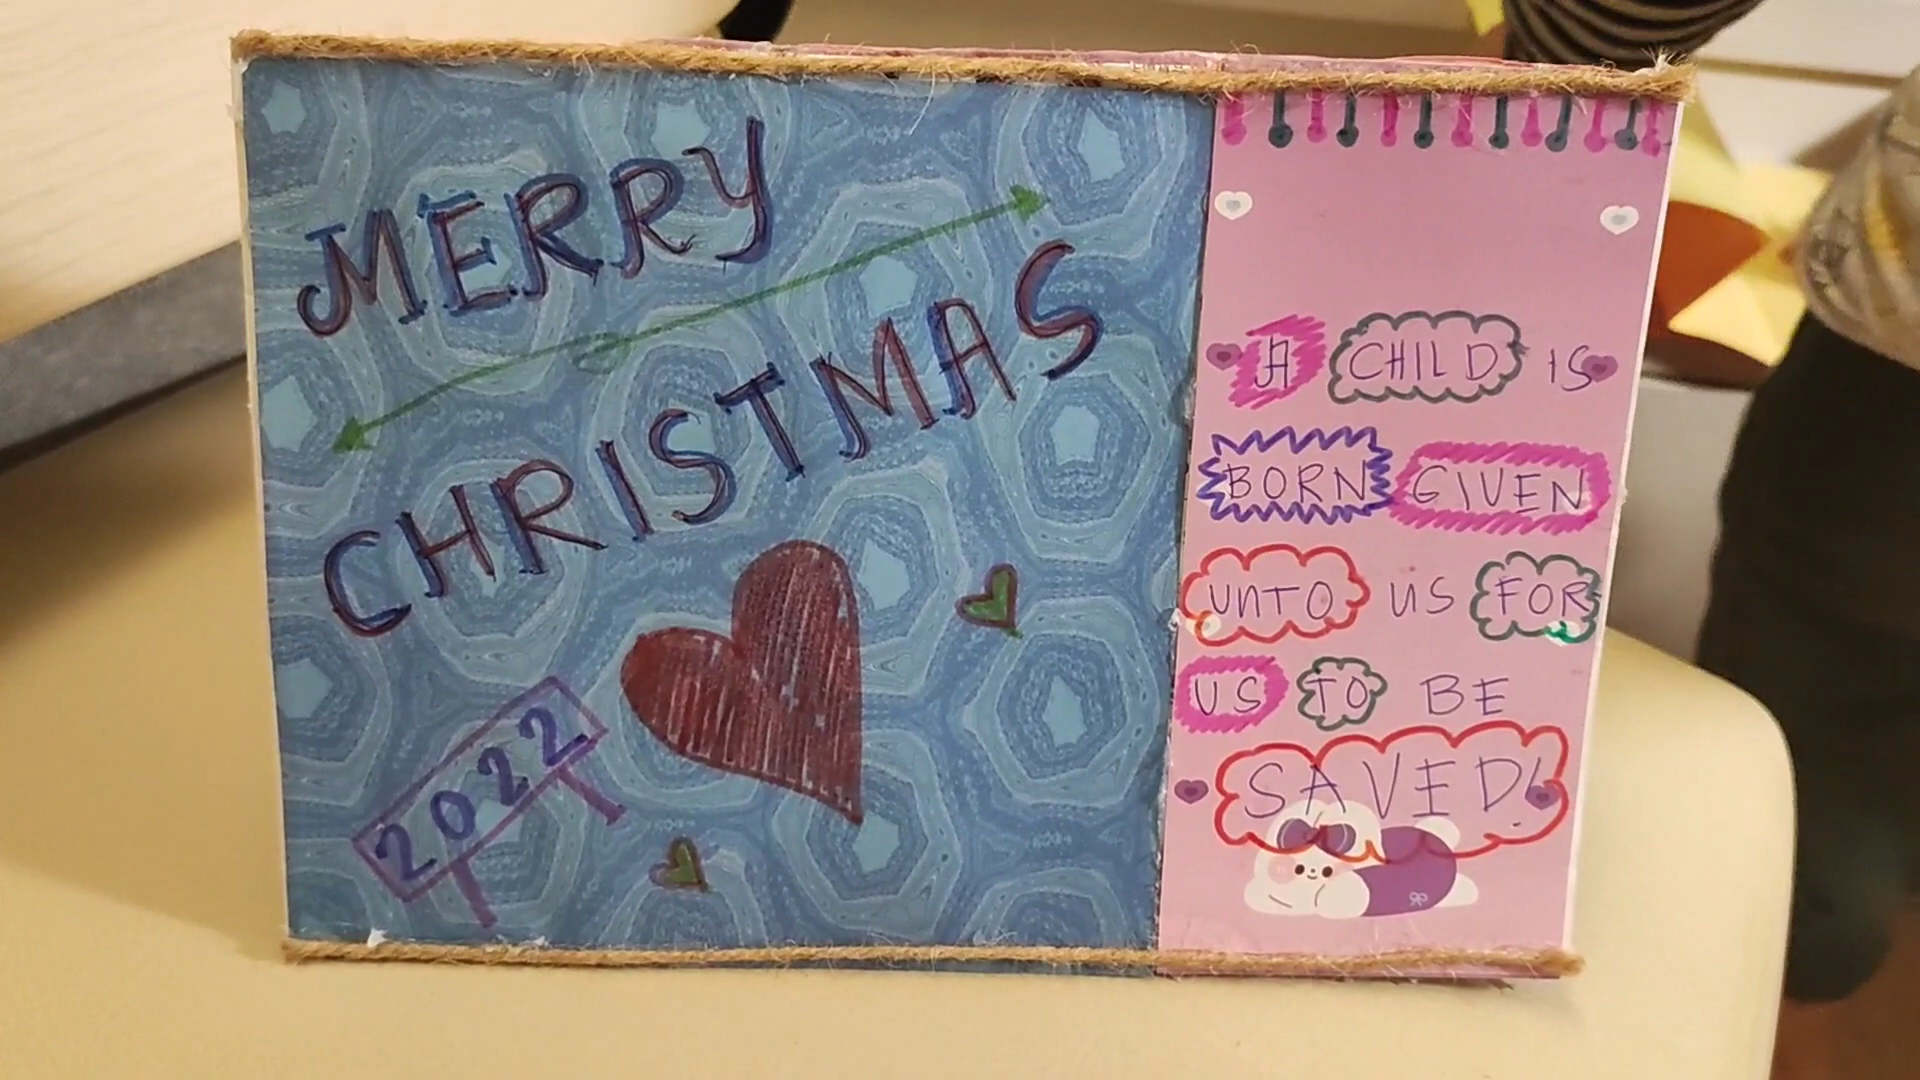 MERRY
CHRISTMAS
2022
A CHILD IS
BORN GIVEN
UNTO US FOR
US TO BE
SAVED!